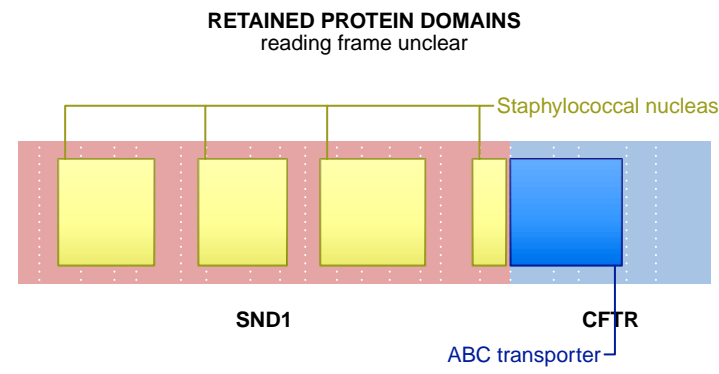 RETAINED PROTEIN DOMAINS
reading frame unclear
Staphylococcal nucleas
SND1
CFTR
ABC transporter